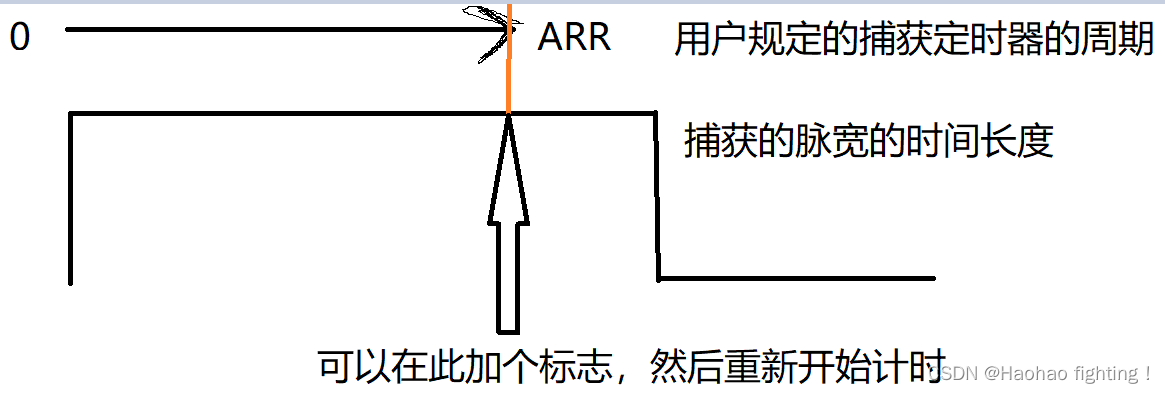 0
ARR
用户规定的捕获定时器的周期
捕获的脉宽的时间长度
可以在此加个标志，然后重新开始计时
CSDN @Haohao fighting！